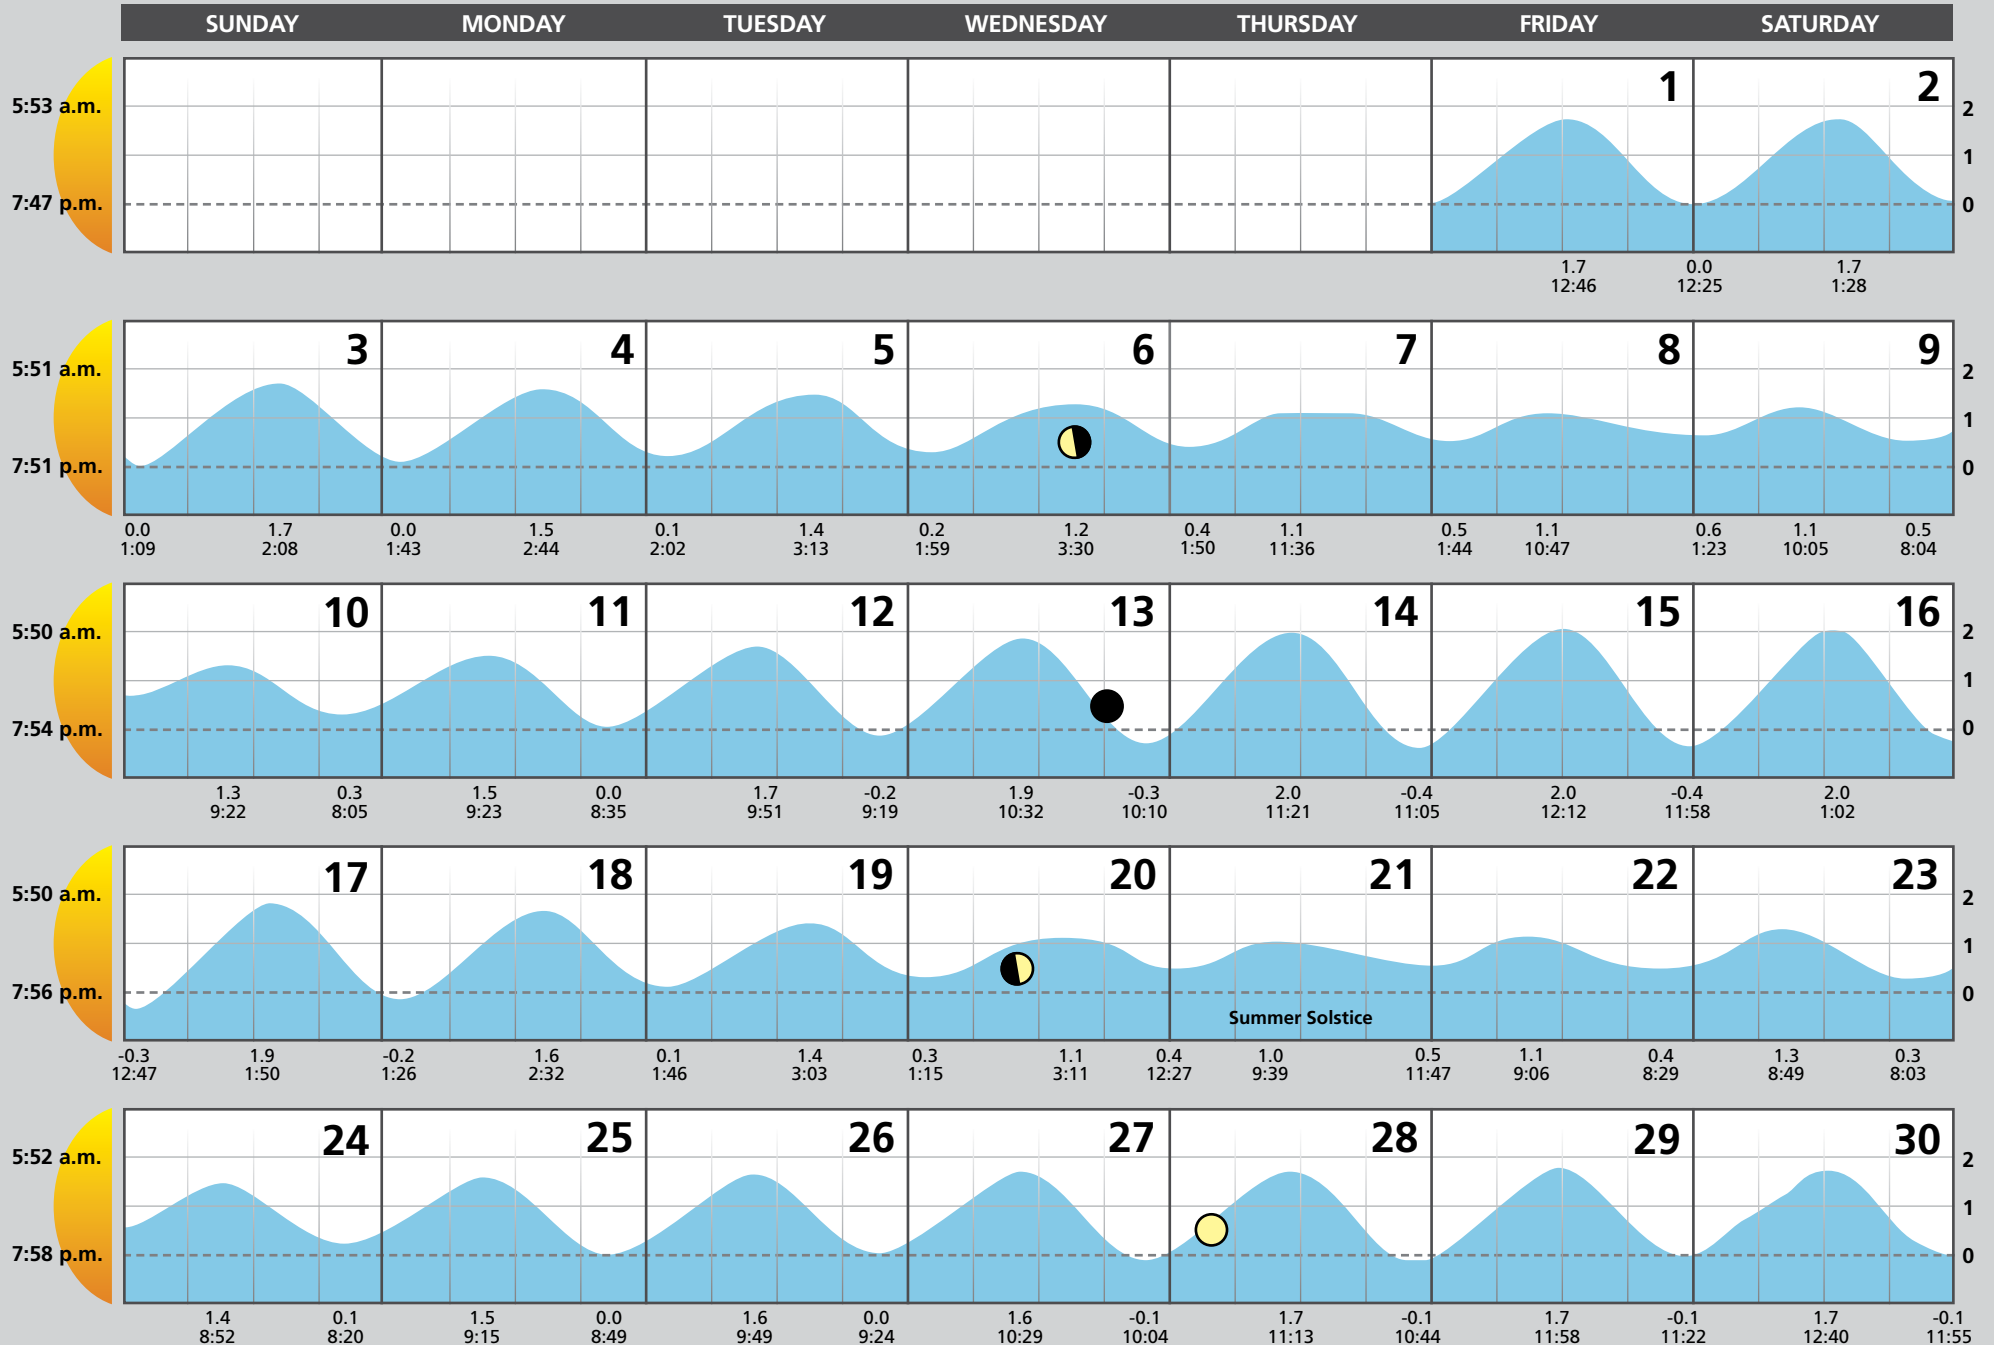 SUNDAY MONDAY TUESDAY WEDNESDAY THURSDAY FRIDAY SATURDAY
1 2
5:53 a.m. 2
1
7:47 p.m. 0
1.7 0.0 1.7
12:46 12:25 1:28
3 4 5 6 7 8 9
5:51 a.m. 2
1
7:51 p.m. 0
0.0 1.7 0.0 1.5 0.1 1.4 0.2 1.2 0.4 1.1 0.5 1.1 0.6 1.1 0.5
1:09 2:08 1:43 2:44 2:02 3:13 1:59 3:30 1:50 11:36 1:44 10:47 1:23 10:05 8:04
10 11 12 13 14 15 16
5:50 a.m. 2
1
7:54 p.m. 0
1.3 0.3 1.5 0.0 1.7 -0.2 1.9 -0.3 2.0 -0.4 2.0 -0.4 2.0
9:22 8:05 9:23 8:35 9:51 9:19 10:32 10:10 11:21 11:05 12:12 11:58 1:02
17 18 19 20 21 22 23
5:50 a.m. 2
1
7:56 p.m. 0
Summer Solstice
-0.3 1.9 -0.2 1.6 0.1 1.4 0.3 1.1 0.4 1.0 0.5 1.1 0.4 1.3 0.3
12:47 1:50 1:26 2:32 1:46 3:03 1:15 3:11 12:27 9:39 11:47 9:06 8:29 8:49 8:03
24 25 26 27 28 29 30
5:52 a.m. 2
1
7:58 p.m. 0
1.4 0.1 1.5 0.0 1.6 0.0 1.6 -0.1 1.7 -0.1 1.7 -0.1 1.7 -0.1
8:52 8:20 9:15 8:49 9:49 9:24 10:29 10:04 11:13 10:44 11:58 11:22 12:40 11:55